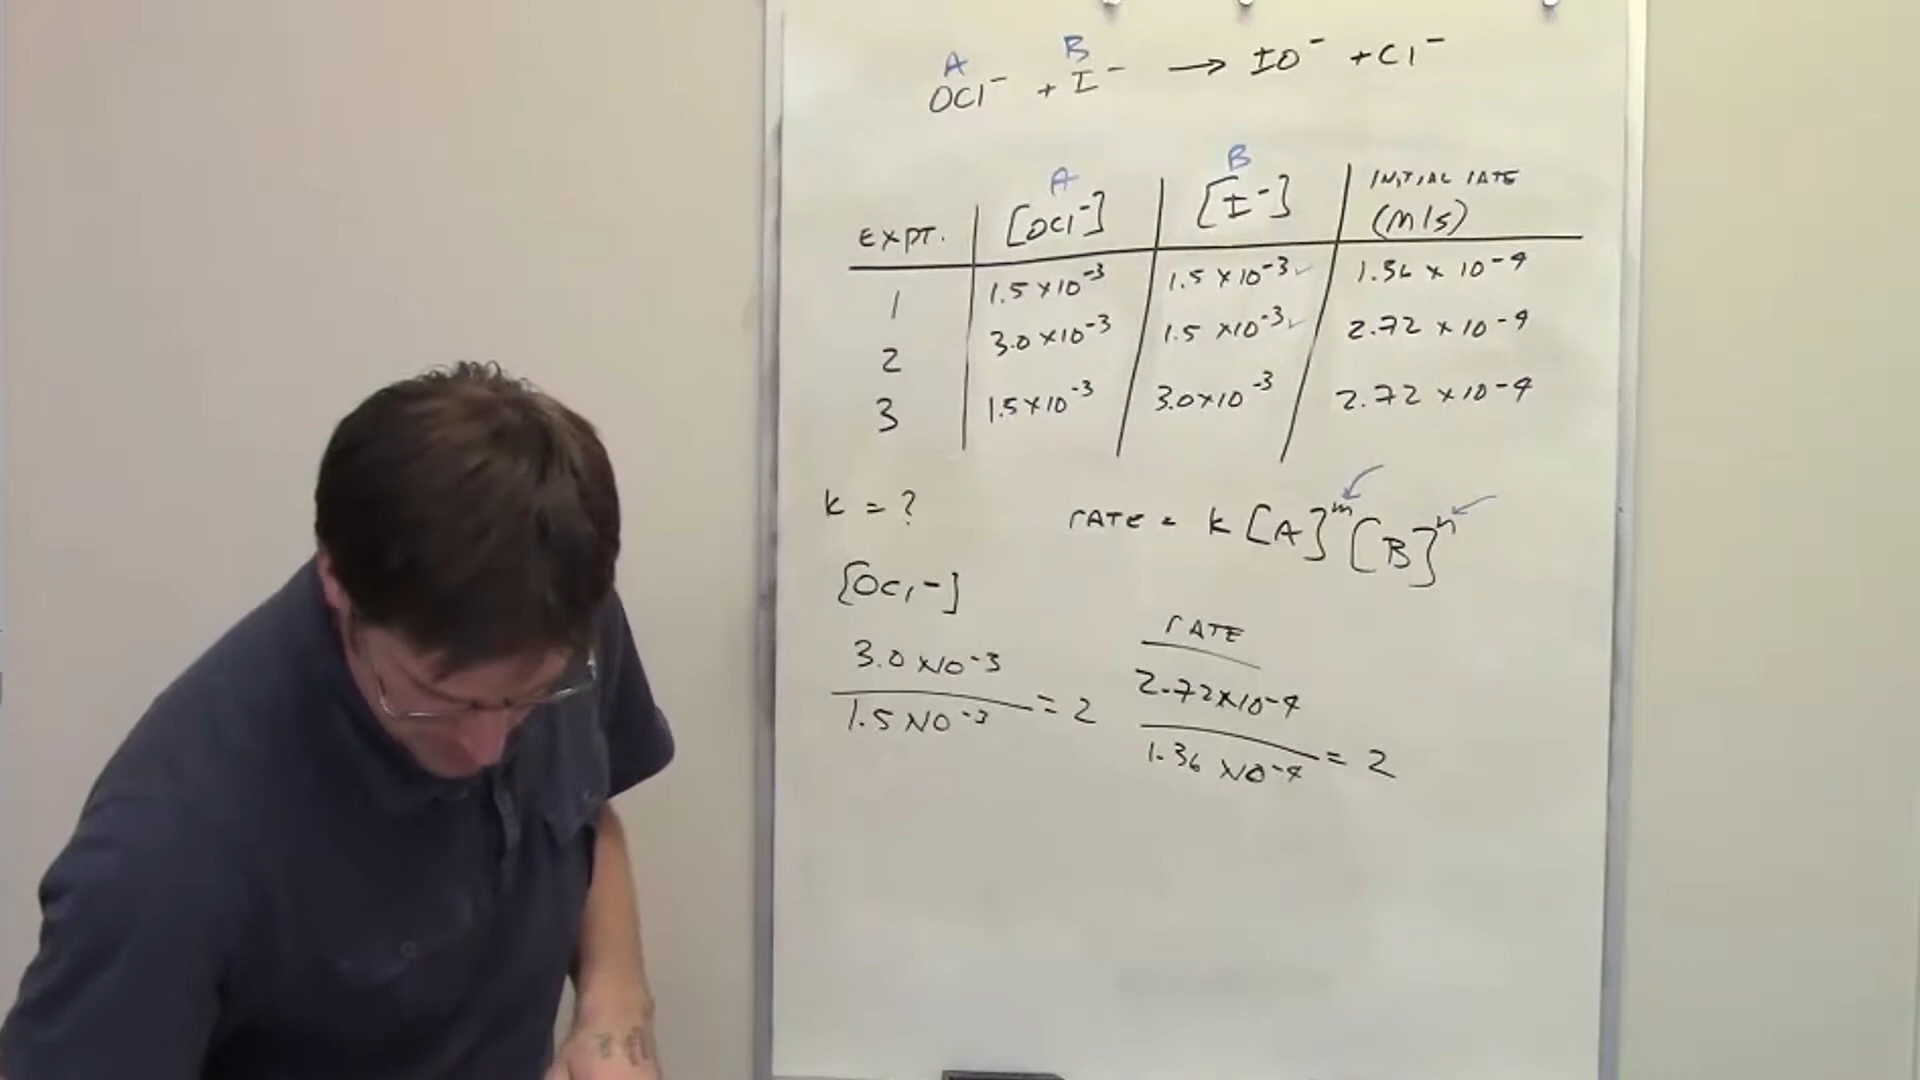 A B
OCl⁻ + I⁻ → IO⁻ + Cl⁻
A B
EXPT. [OCl⁻] [I⁻] INITIAL RATE (M/s)
1 1.5 x 10⁻³ 1.5 x 10⁻³ ✓ 1.36 x 10⁻⁴
2 3.0 x 10⁻³ 1.5 x 10⁻³ ✓ 2.72 x 10⁻⁴
3 1.5 x 10⁻³ 3.0 x 10⁻³ 2.72 x 10⁻⁴
k = ? RATE = k [A]ᵐ [B]ⁿ
[OCl⁻] RATE
3.0 x 10⁻³ / 1.5 x 10⁻³ = 2
2.72 x 10⁻⁴ / 1.36 x 10⁻⁴ = 2